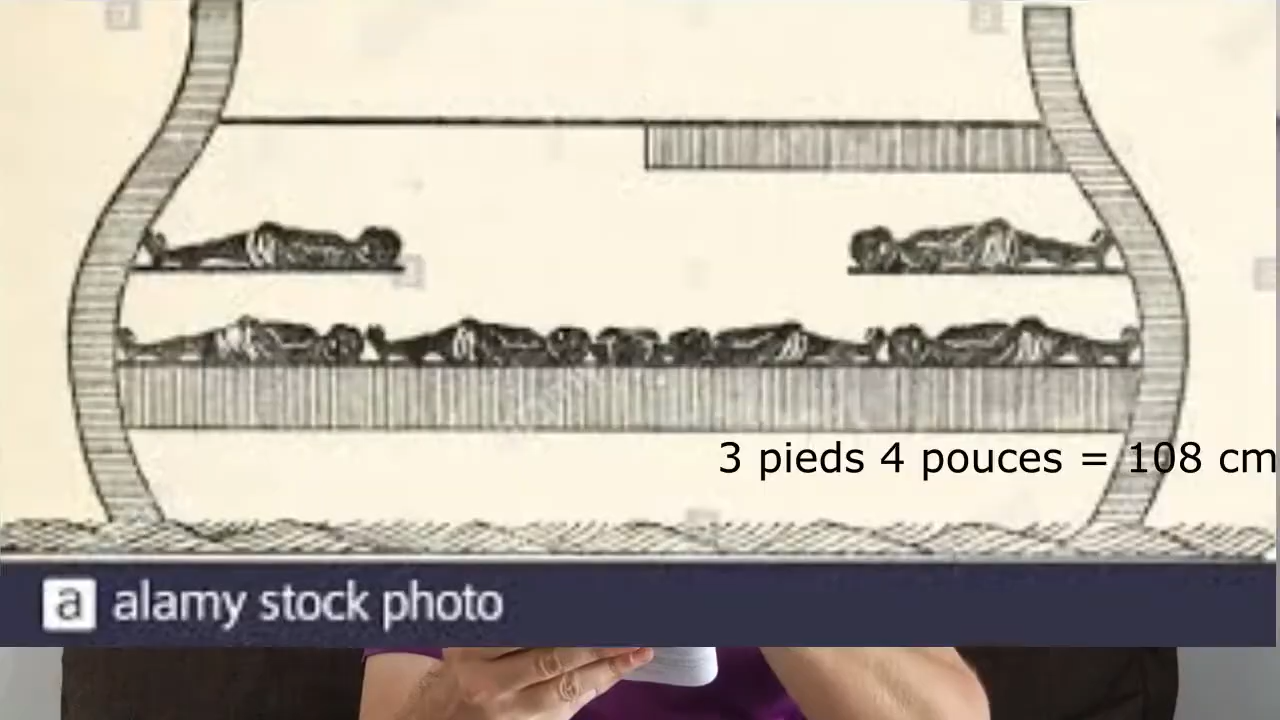 3 pieds 4 pouces = 108 cm
a alamy stock photo